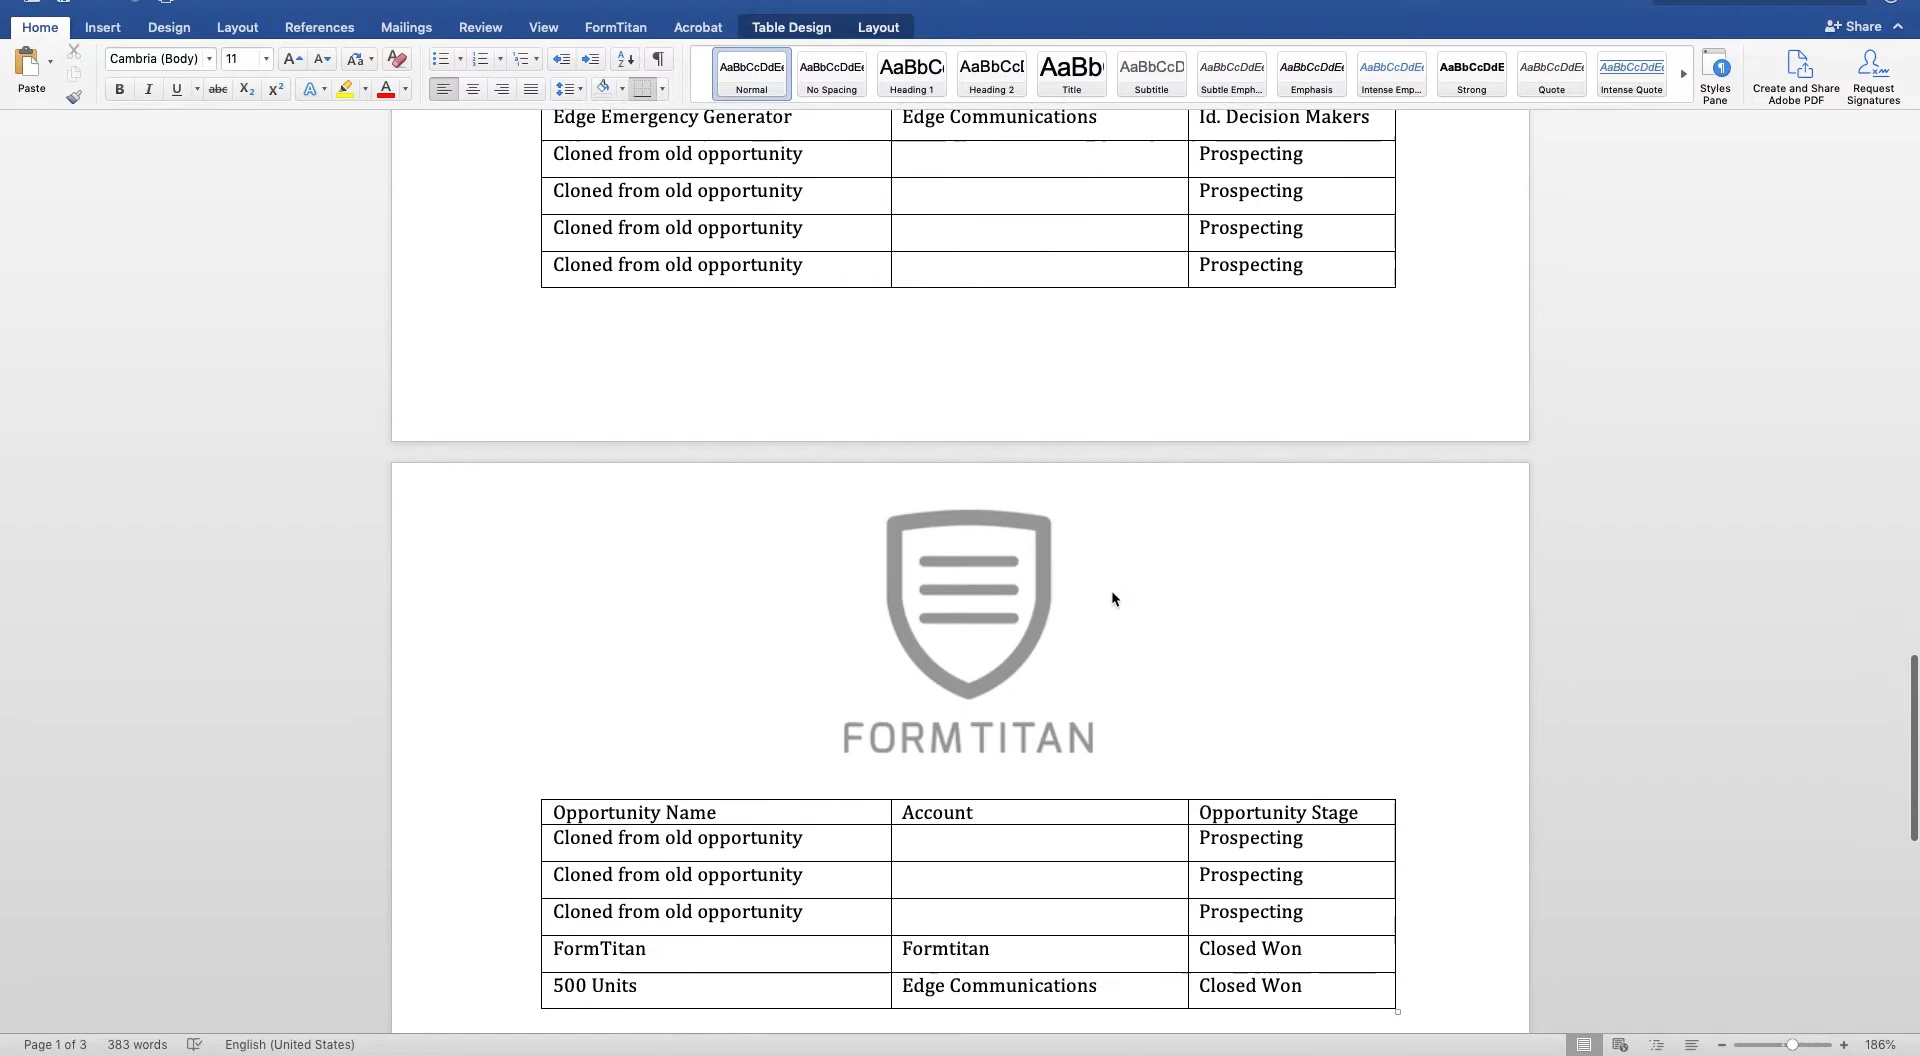 Home Insert Design Layout References Mailings Review View FormTitan Acrobat Table Design Layout Share
Paste
Cambria (Body) 11
AaBbCcDdEe AaBbCcDdEe AaBbC AaBbCcD AaBb AaBbCcD AaBbCcDdEe AaBbCcDdEe AaBbCcDdEe AaBbCcDdE AaBbCcDdEe AaBbCcDdEe
Normal No Spacing Heading 1 Heading 2 Title Subtitle Subtle Emph... Emphasis Intense Emp... Strong Quote Intense Quote
Styles Pane
Create and Share Adobe PDF
Request Signatures
Edge Emergency Generator Edge Communications Id. Decision Makers
Cloned from old opportunity Prospecting
Cloned from old opportunity Prospecting
Cloned from old opportunity Prospecting
Cloned from old opportunity Prospecting
FORMTITAN
Opportunity Name Account Opportunity Stage
Cloned from old opportunity Prospecting
Cloned from old opportunity Prospecting
Cloned from old opportunity Prospecting
FormTitan Formtitan Closed Won
500 Units Edge Communications Closed Won
Page 1 of 3 383 words English (United States) 186%